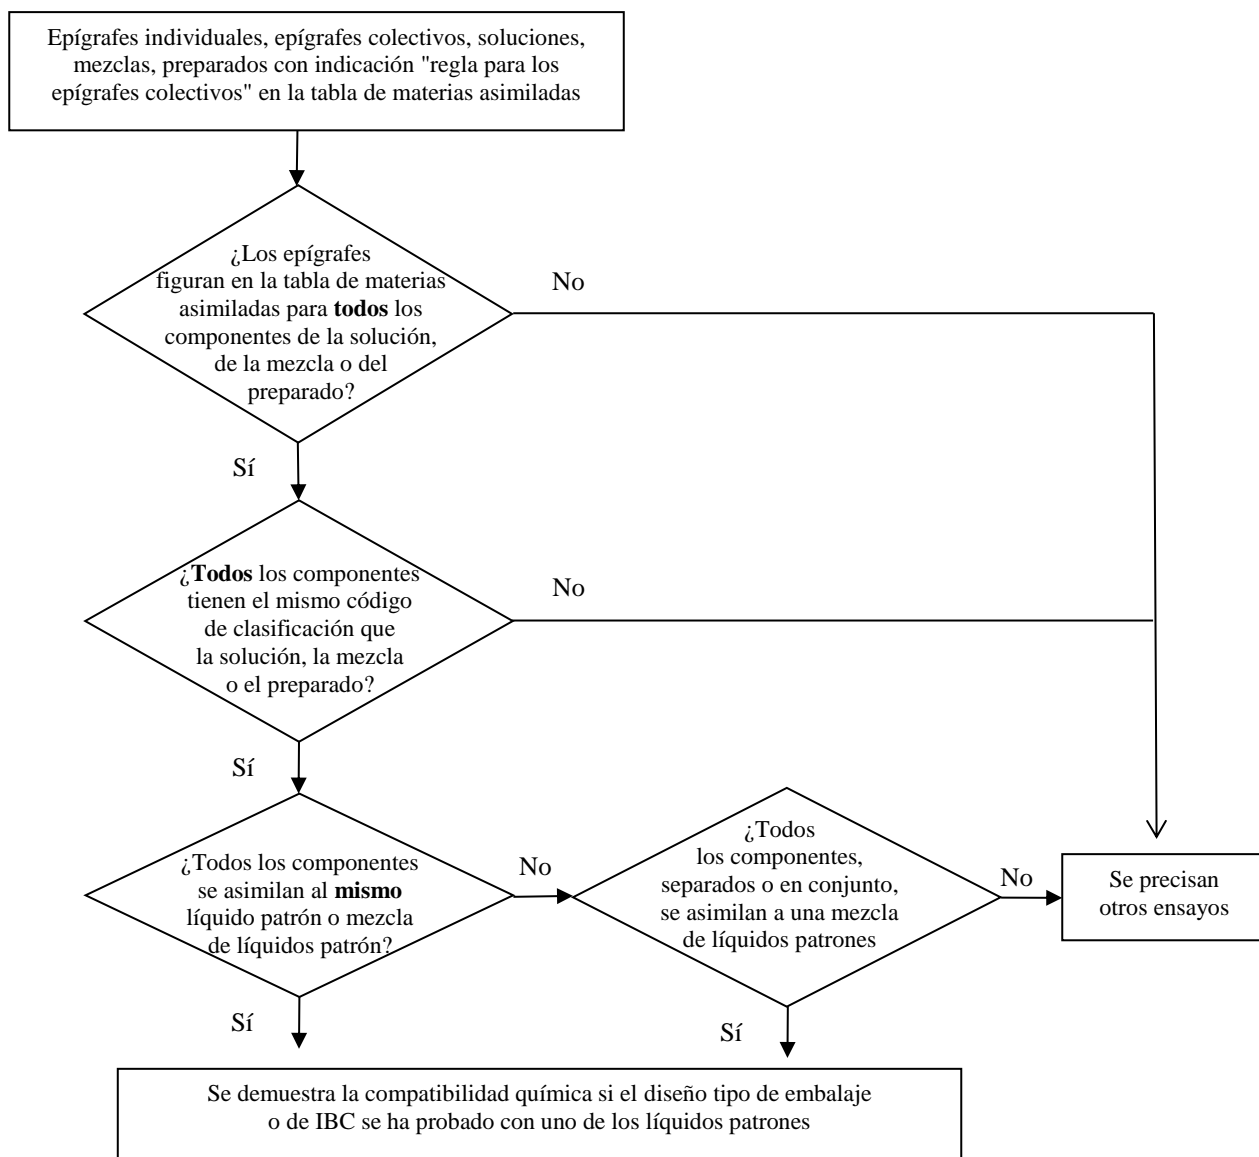 Epígrafes individuales, epígrafes colectivos, soluciones,
mezclas, preparados con indicación "regla para los
epígrafes colectivos" en la tabla de materias asimiladas
¿Los epígrafes
figuran en la tabla de materias
asimiladas para todos los
componentes de la solución,
de la mezcla o del
preparado?
No
Sí
¿Todos los componentes
tienen el mismo código
de clasificación que
la solución, la mezcla
o el preparado?
No
Sí
¿Todos los componentes
se asimilan al mismo
líquido patrón o mezcla
de líquidos patrón?
No
¿Todos
los componentes,
separados o en conjunto,
se asimilan a una mezcla
de líquidos patrones
No
Se precisan
otros ensayos
Sí
Sí
Se demuestra la compatibilidad química si el diseño tipo de embalaje
o de IBC se ha probado con uno de los líquidos patrones